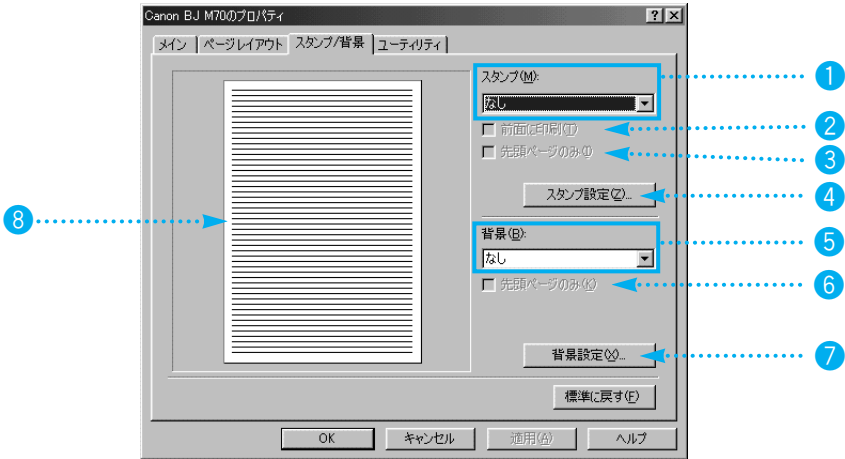 Canon BJ M70のプロパティ
メイン ページレイアウト スタンプ/背景 ユーティリティ
スタンプ(M):
なし
前面に印刷(T)
先頭ページのみ(I)
スタンプ設定(Z)...
背景(B):
なし
先頭ページのみ(K)
背景設定(X)...
標準に戻す(F)
OK キャンセル 適用(A) ヘルプ
1
2
3
4
5
6
7
8